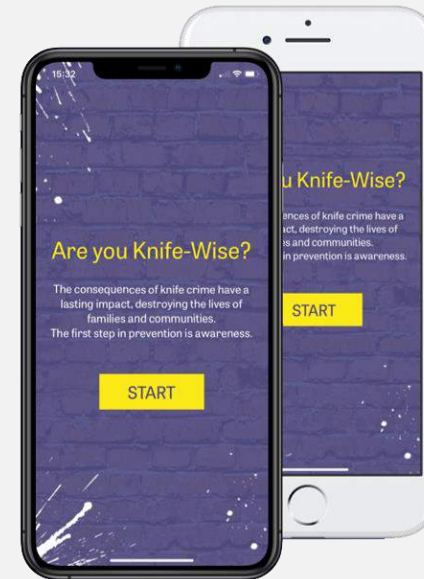 15:32
Are you Knife-Wise?
The consequences of knife crime have a
lasting impact, destroying the lives of
families and communities.
The first step in prevention is awareness.
START
u Knife-Wise?
ences of knife crime have a
act, destroying the lives of
es and communities.
in prevention is awareness.
START